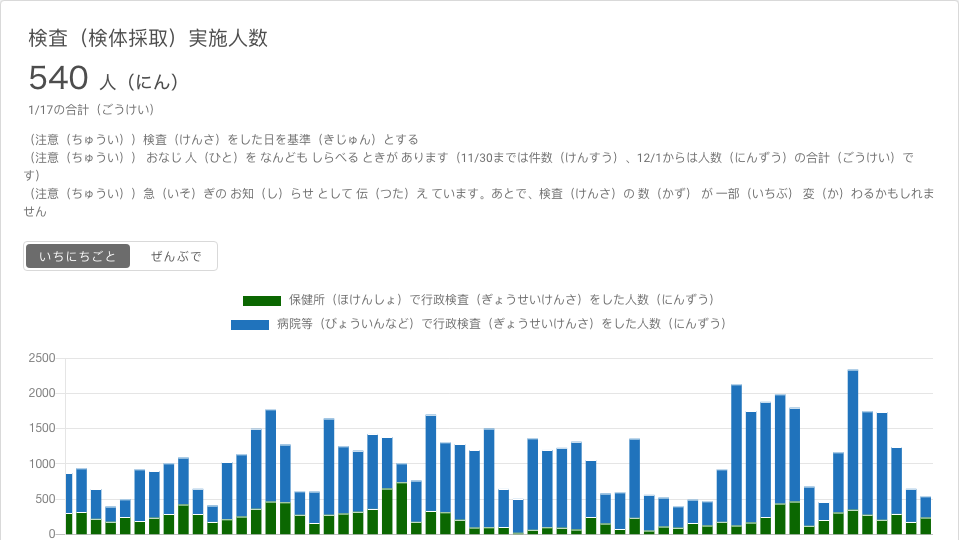 検査（検体採取）実施人数
540 人（にん）
1/17の合計（ごうけい）
（注意（ちゅうい））検査（けんさ）をした日を基準（きじゅん）とする
（注意（ちゅうい）） おなじ 人（ひと）を なんども しらべる ときが あります（11/30までは件数（けんすう）、12/1からは人数（にんずう）の合計（ごうけい）で
す）
（注意（ちゅうい））急（いそ）ぎの お知（し）らせ として 伝（つた）え ています。あとで、検査（けんさ）の 数（かず） が 一部（いちぶ） 変（か）わるかもしれま
せん
いちにちごと ぜんぶで
保健所（ほけんしょ）で行政検査（ぎょうせいけんさ）をした人数（にんずう）
病院等（びょういんなど）で行政検査（ぎょうせいけんさ）をした人数（にんずう）
2500
2000
1500
1000
500
0